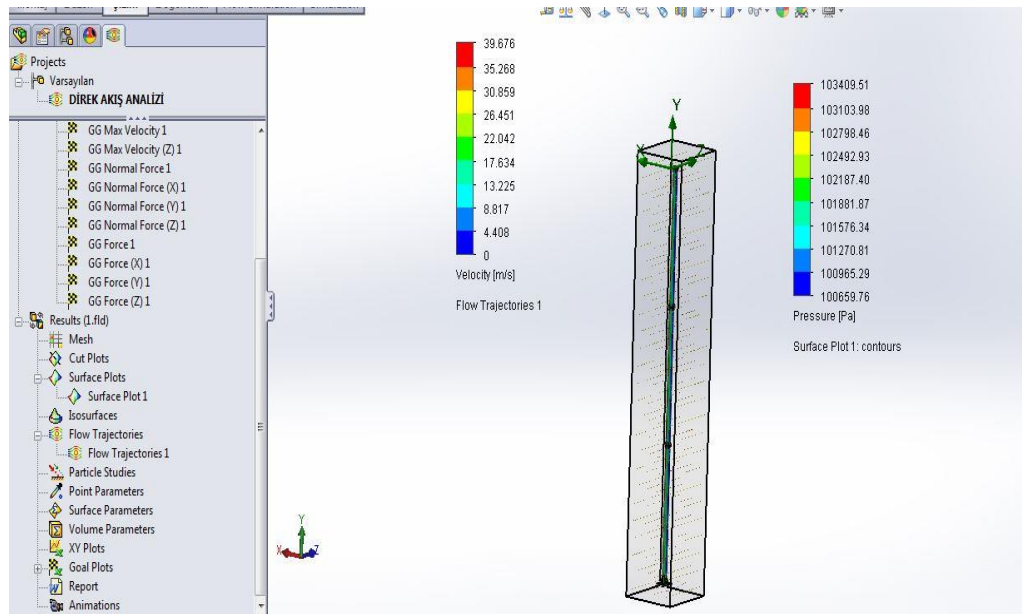 Projects
Varsayılan
DİREK AKIŞ ANALİZİ
GG Max Velocity 1
GG Max Velocity (Z) 1
GG Normal Force 1
GG Normal Force (X) 1
GG Normal Force (Y) 1
GG Normal Force (Z) 1
GG Force 1
GG Force (X) 1
GG Force (Y) 1
GG Force (Z) 1
Results (1.fld)
Mesh
Cut Plots
Surface Plots
Surface Plot 1
Isosurfaces
Flow Trajectories
Flow Trajectories 1
Particle Studies
Point Parameters
Surface Parameters
Volume Parameters
XY Plots
Goal Plots
Report
Animations
39.676
35.268
30.859
26.451
22.042
17.634
13.225
8.817
4.408
0
Velocity [m/s]
Flow Trajectories 1
Y
X
Y
X
Z
103409.51
103103.98
102798.46
102492.93
102187.40
101881.87
101576.34
101270.81
100965.29
100659.76
Pressure [Pa]
Surface Plot 1: contours